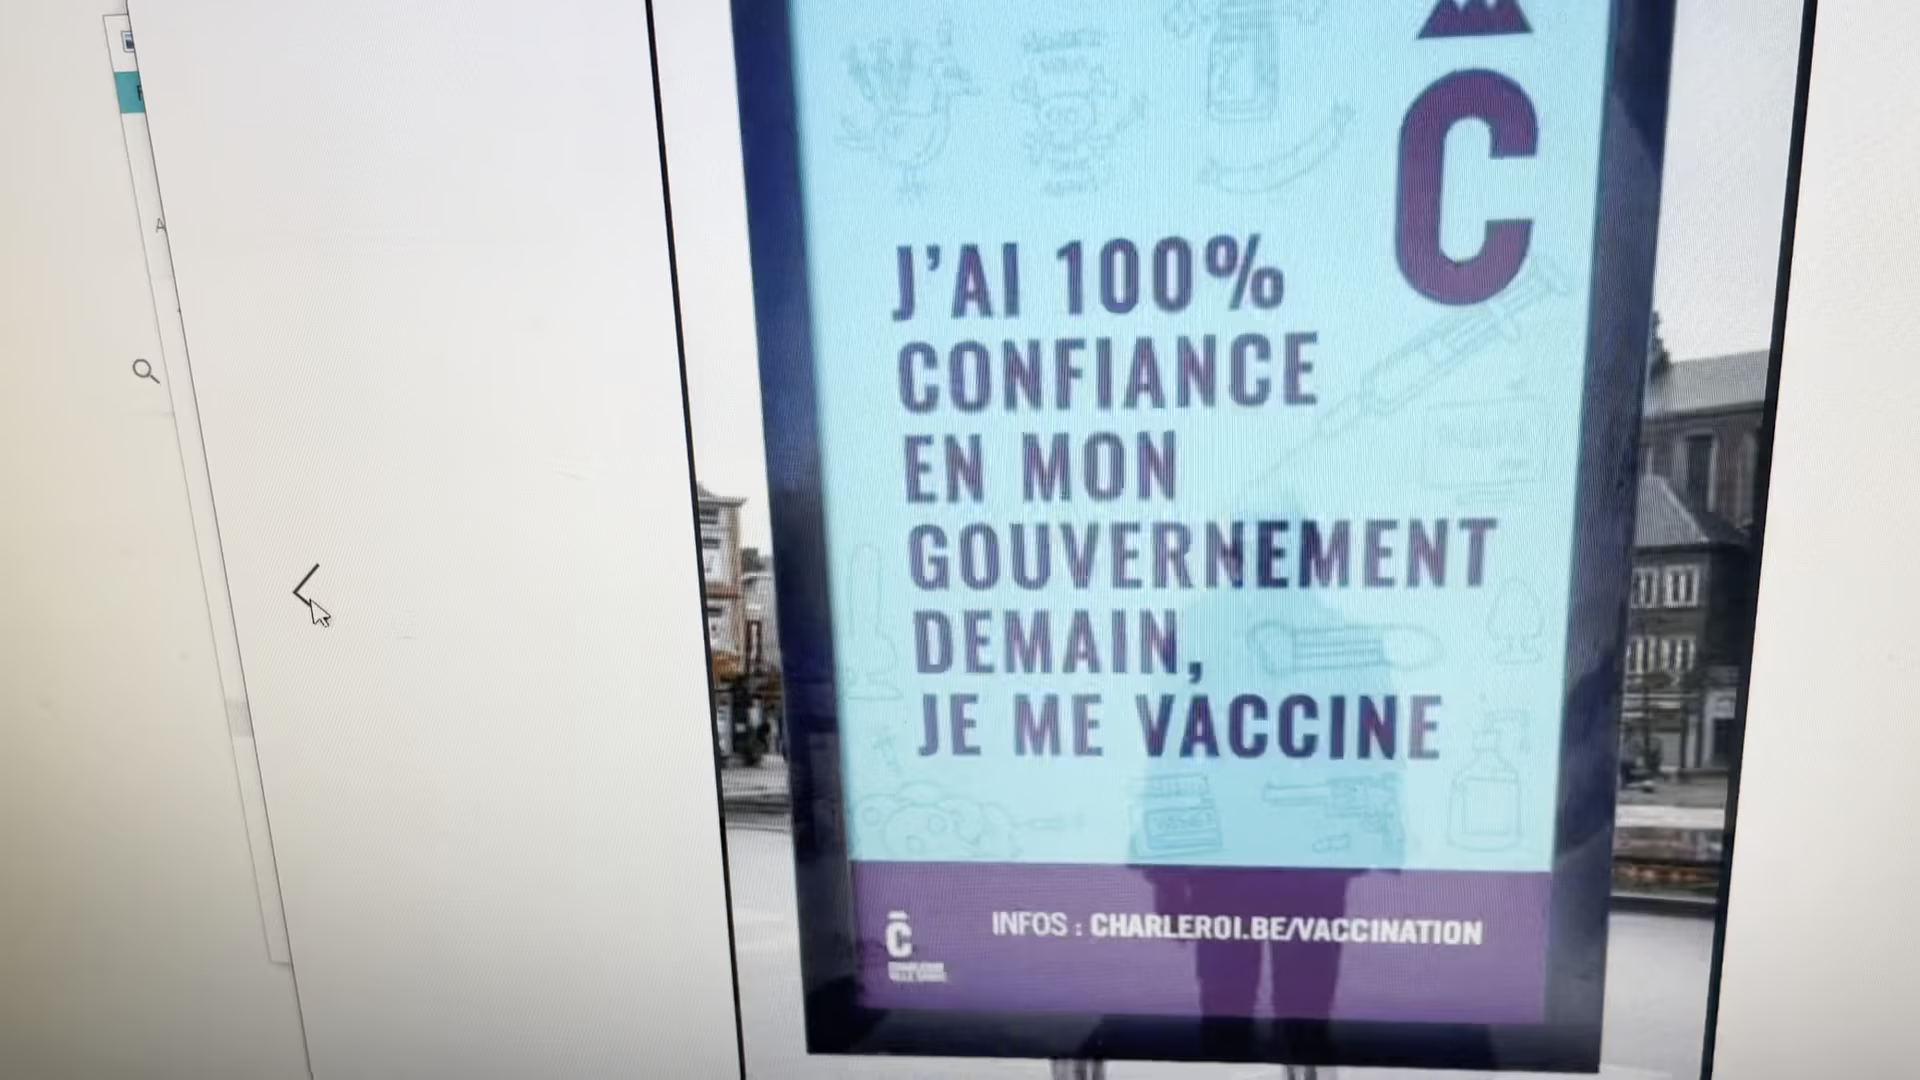 C
J'AI 100%
CONFIANCE
EN MON
GOUVERNEMENT
DEMAIN,
JE ME VACCINE
INFOS : CHARLEROI.BE/VACCINATION
C